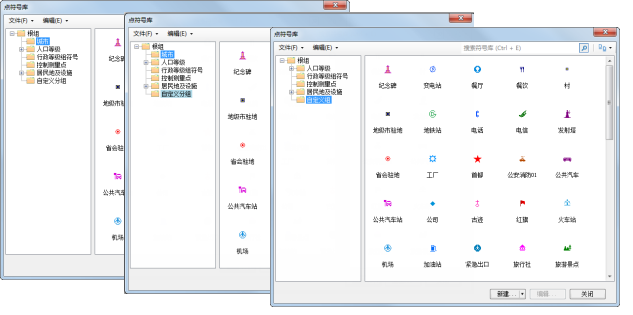 点符号库
文件(F) 编辑(E)
根组
城市
人口等级
行政等级组符号
控制测量点
居民地及设施
自定义分组
纪念碑
地级市驻地
省会驻地
公共汽车站
机场
点符号库
文件(F) 编辑(E)
根组
城市
人口等级
行政等级组符号
控制测量点
居民地及设施
自定义分组
纪念碑
地级市驻地
省会驻地
公共汽车站
机场
点符号库
文件(F) 编辑(E)
搜索符号库 (Ctrl + E)
根组
人口等级
行政等级组符号
控制测量点
居民地及设施
自定义组
纪念碑 变电站 餐厅 餐饮 村
地级市驻地 地铁站 电话 电信 发射塔
省会驻地 工厂 首都 公安消防01 公共汽车
公共汽车站 公司 古迹 红旗 火车站
机场 加油站 紧急出口 旅行社 旅游景点
新建... 编辑... 关闭